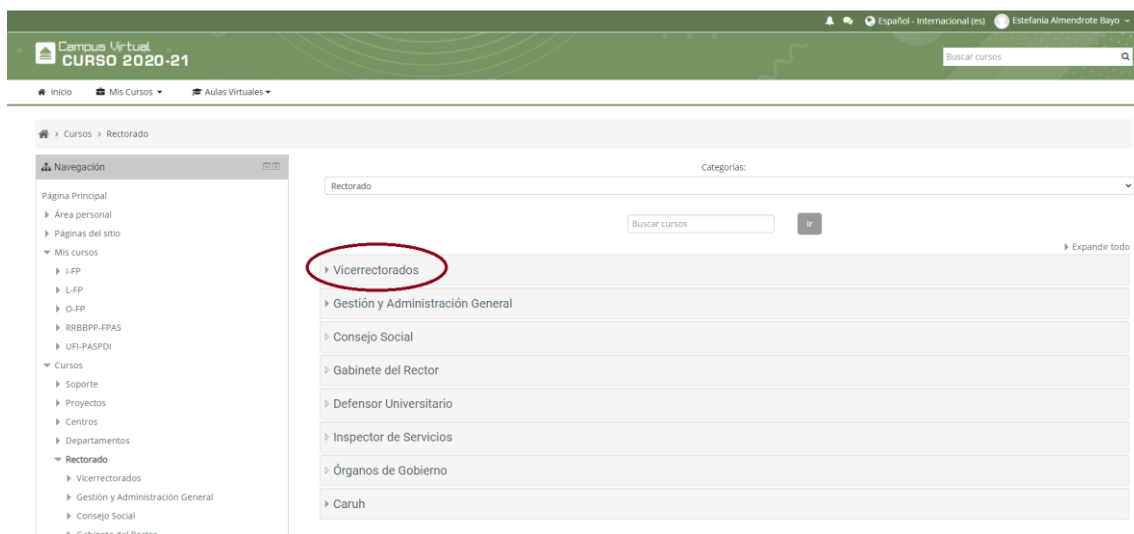 Español - Internacional (es) Estefania Almendrote Bayo
Campus Virtual
CURSO 2020-21
Buscar cursos
Inicio Mis Cursos Aulas Virtuales
Cursos > Rectorado
Navegación
Página Principal
Área personal
Páginas del sitio
Mis cursos
I-FP
L-FP
O-FP
RRBBPP-FPAS
UFI-PASPDI
Cursos
Soporte
Proyectos
Centros
Departamentos
Rectorado
Vicerrectorados
Gestión y Administración General
Consejo Social
Gabinete del Rector
Categorías:
Rectorado
Buscar cursos Ir
Expandir todo
Vicerrectorados
Gestión y Administración General
Consejo Social
Gabinete del Rector
Defensor Universitario
Inspector de Servicios
Órganos de Gobierno
Caruh